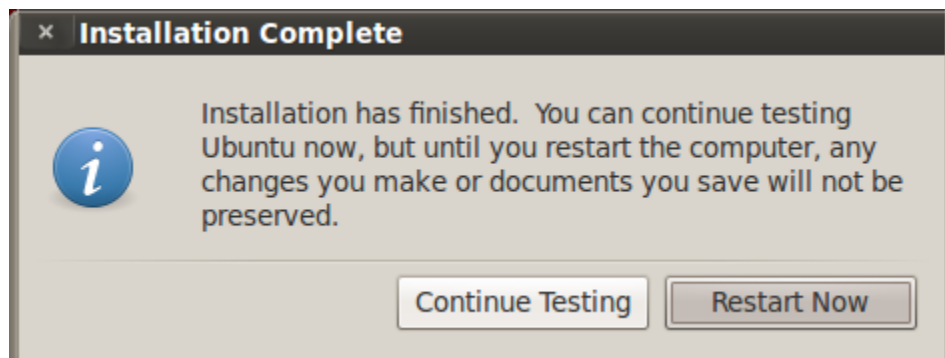 × Installation Complete
Installation has finished.  You can continue testing
Ubuntu now, but until you restart the computer, any
changes you make or documents you save will not be
preserved.
Continue Testing Restart Now